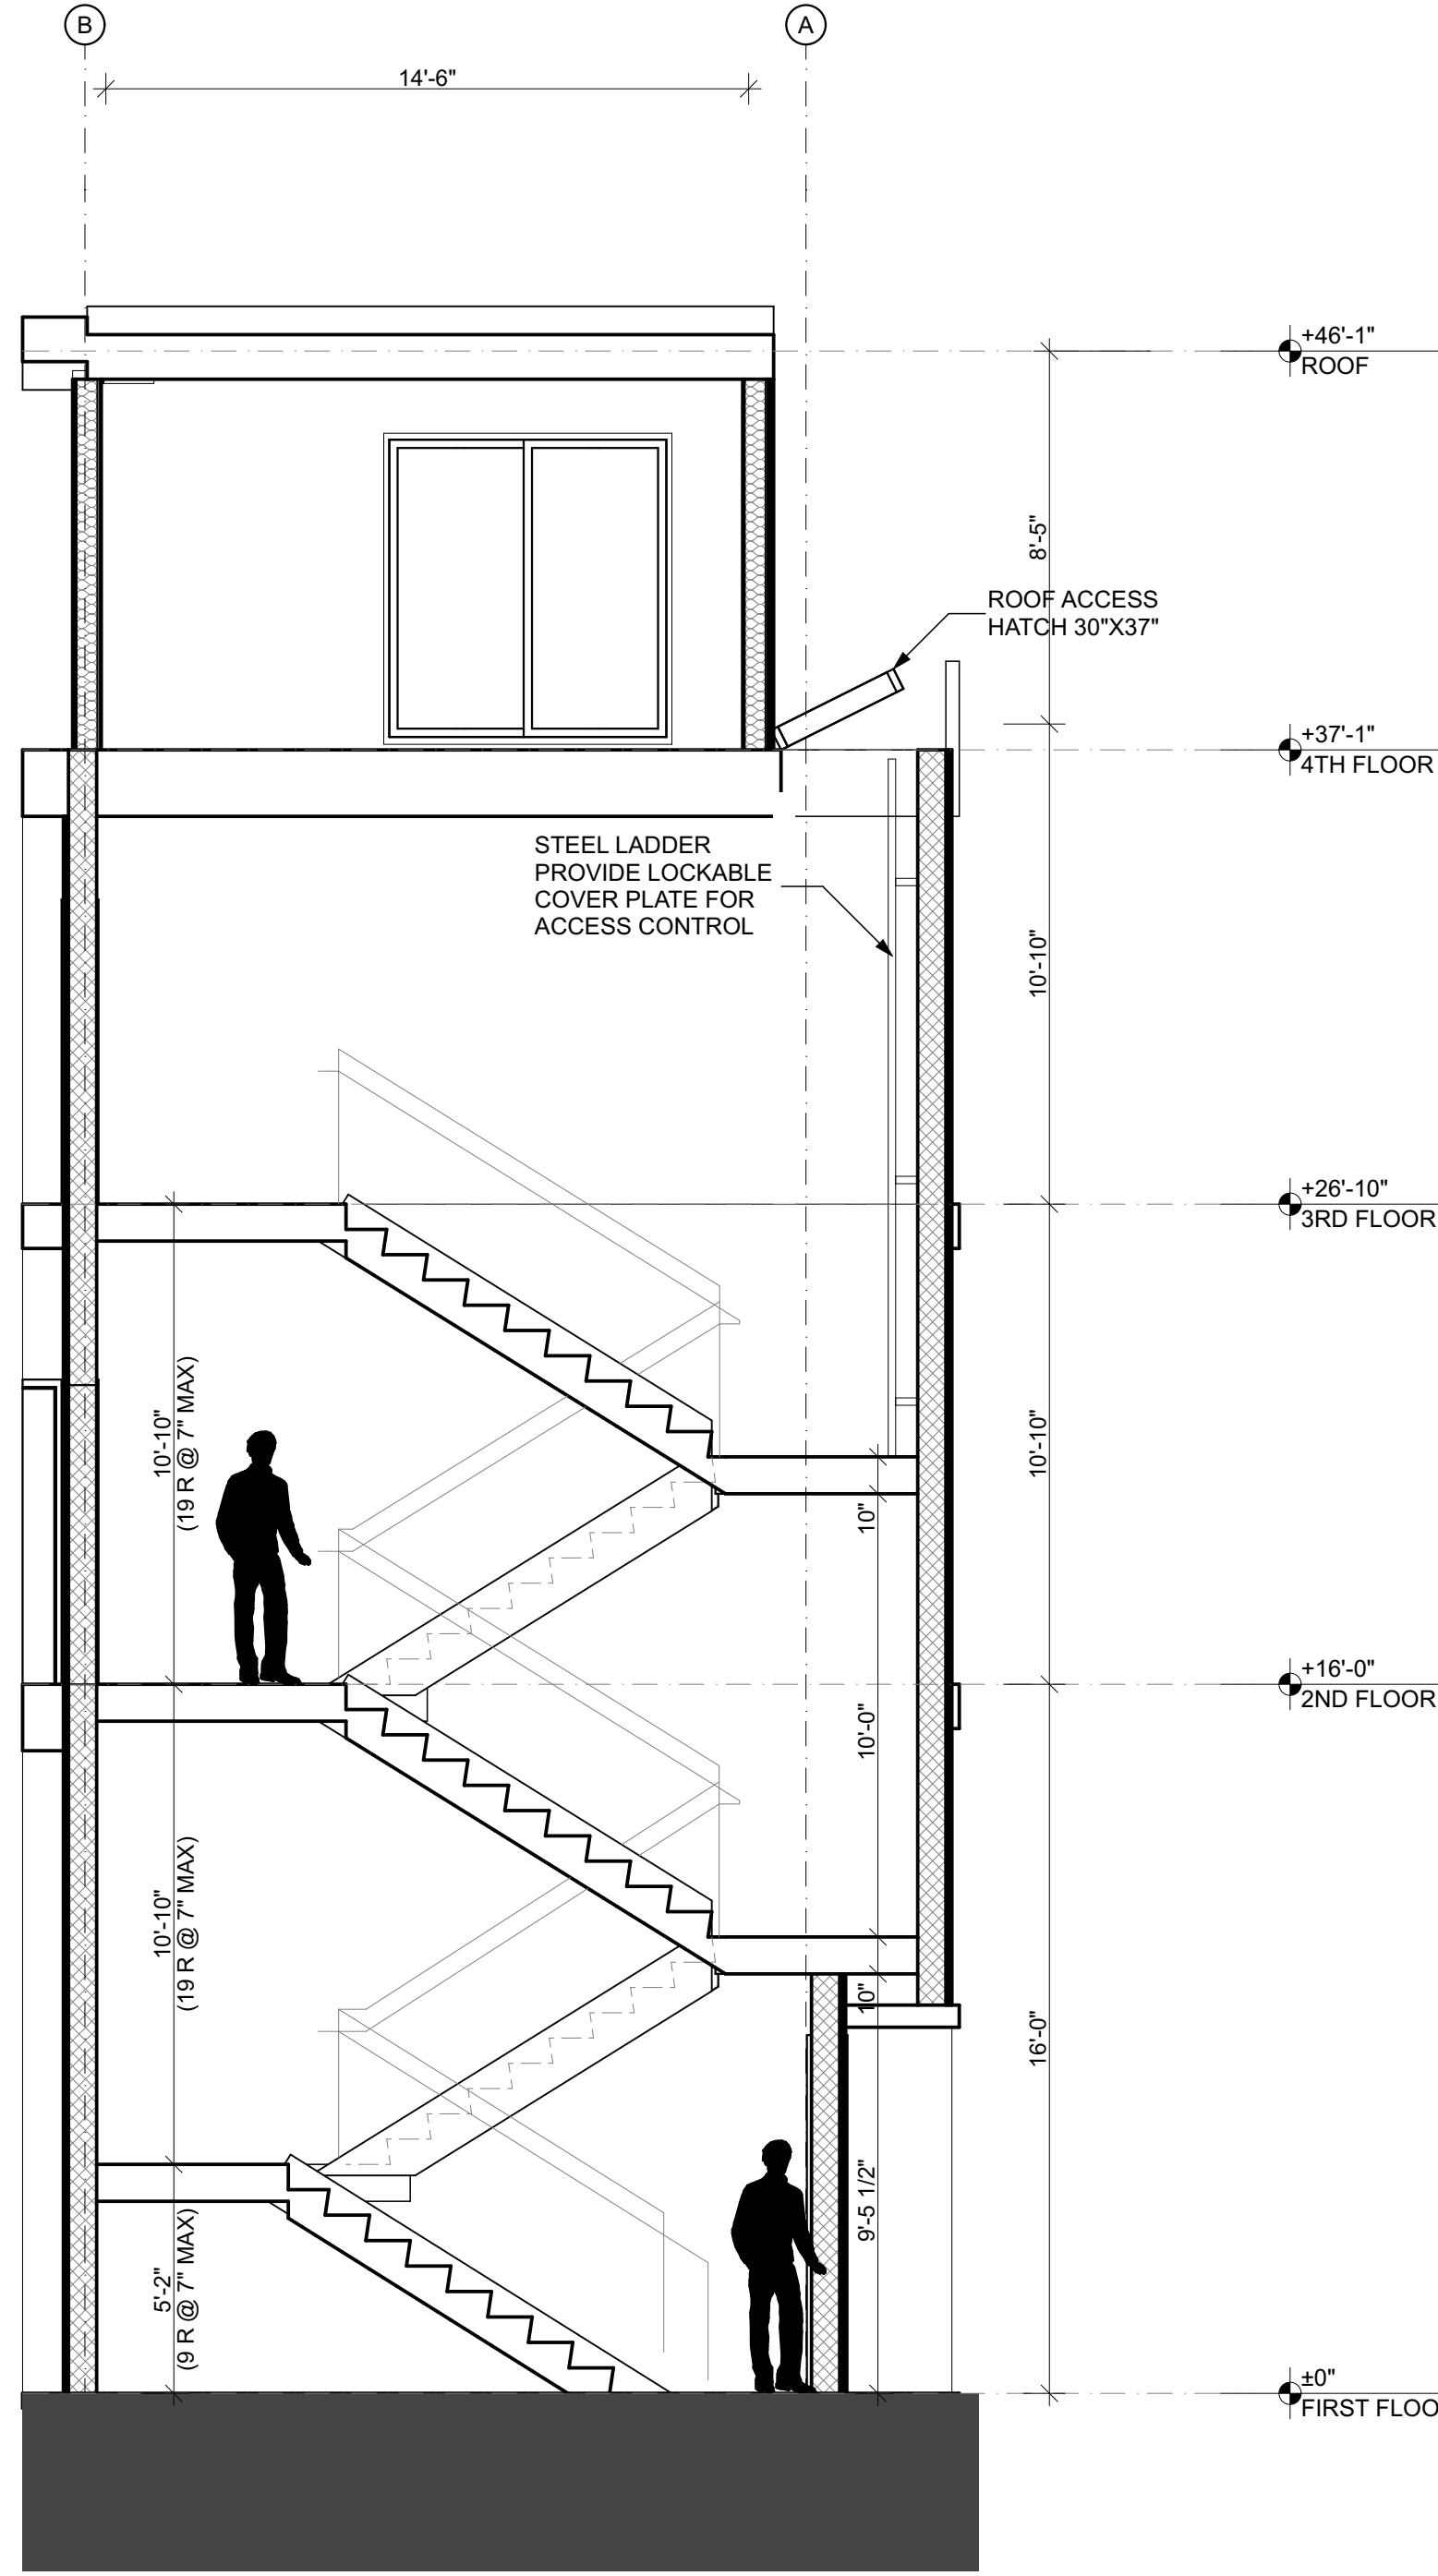 B
A
14'-6"
+46'-1"
ROOF
8'-5"
ROOF ACCESS
HATCH 30"X37"
+37'-1"
4TH FLOOR
STEEL LADDER
PROVIDE LOCKABLE
COVER PLATE FOR
ACCESS CONTROL
10'-10"
+26'-10"
3RD FLOOR
10'-10"
(19 R @ 7" MAX)
10'-10"
10"
+16'-0"
2ND FLOOR
10'-0"
10'-10"
(19 R @ 7" MAX)
10"
16'-0"
9'-5 1/2"
5'-2"
(9 R @ 7" MAX)
±0"
FIRST FLOO